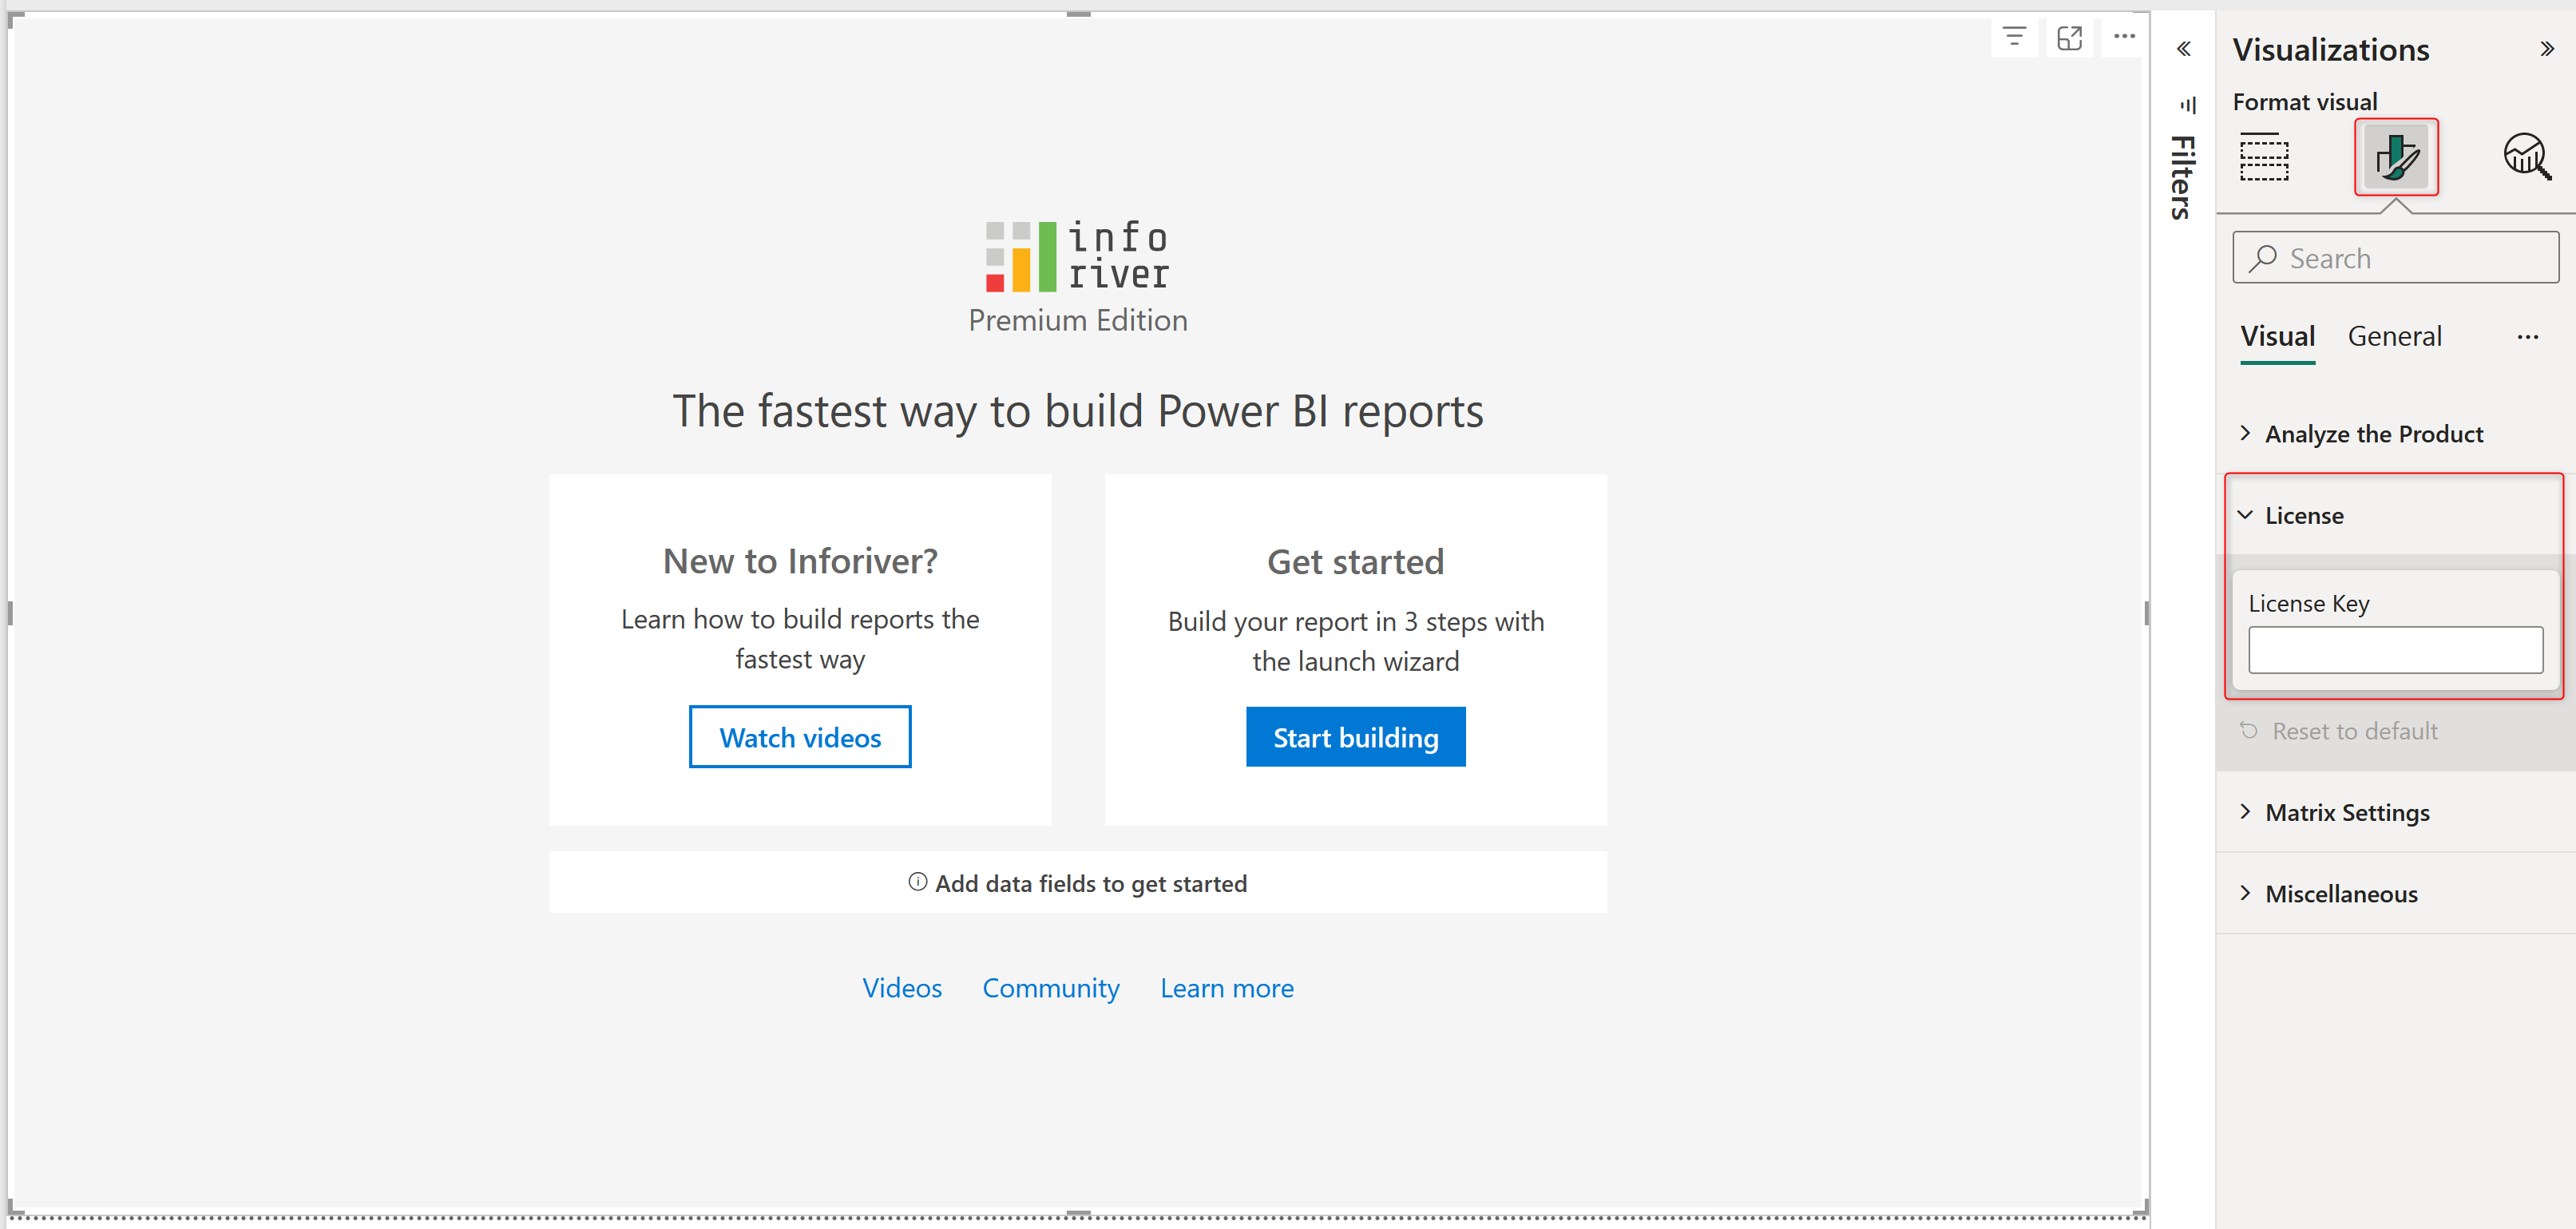 info
river
Premium Edition
The fastest way to build Power BI reports
New to Inforiver?
Learn how to build reports the
fastest way
Watch videos
Get started
Build your report in 3 steps with
the launch wizard
Start building
Add data fields to get started
Videos
Community
Learn more
Filters
Visualizations
Format visual
Search
Visual
General
Analyze the Product
License
License Key
Reset to default
Matrix Settings
Miscellaneous